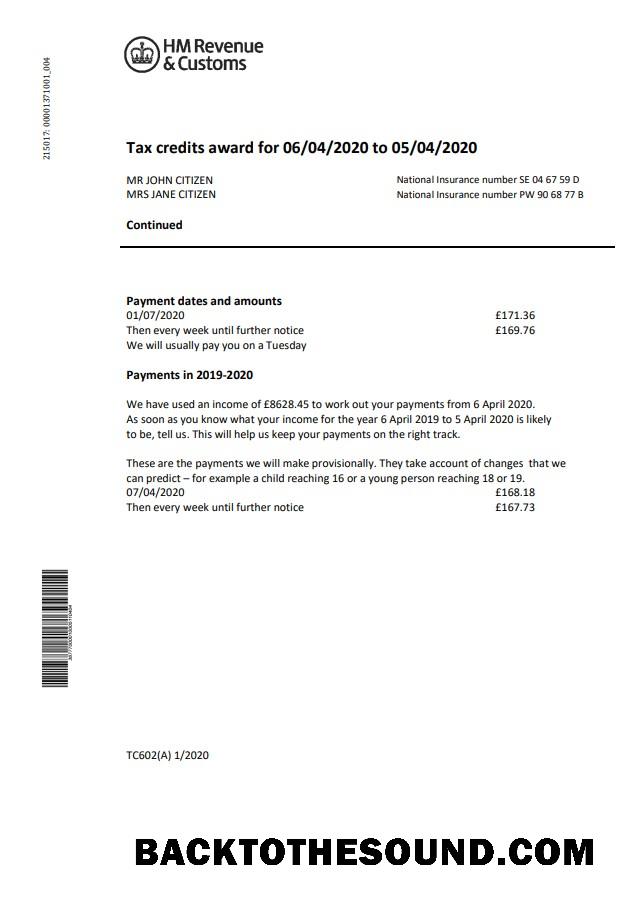 215017: 00001371001_004
HM Revenue
& Customs
Tax credits award for 06/04/2020 to 05/04/2020
MR JOHN CITIZEN National Insurance number SE 04 67 59 D
MRS JANE CITIZEN National Insurance number PW 90 68 77 B
Continued
Payment dates and amounts
01/07/2020 £171.36
Then every week until further notice £169.76
We will usually pay you on a Tuesday
Payments in 2019-2020
We have used an income of £8628.45 to work out your payments from 6 April 2020.
As soon as you know what your income for the year 6 April 2019 to 5 April 2020 is likely
to be, tell us. This will help us keep your payments on the right track.
These are the payments we will make provisionally. They take account of changes that we
can predict – for example a child reaching 16 or a young person reaching 18 or 19.
07/04/2020 £168.18
Then every week until further notice £167.73
TC602(A) 1/2020
BACKTOTHESOUND.COM